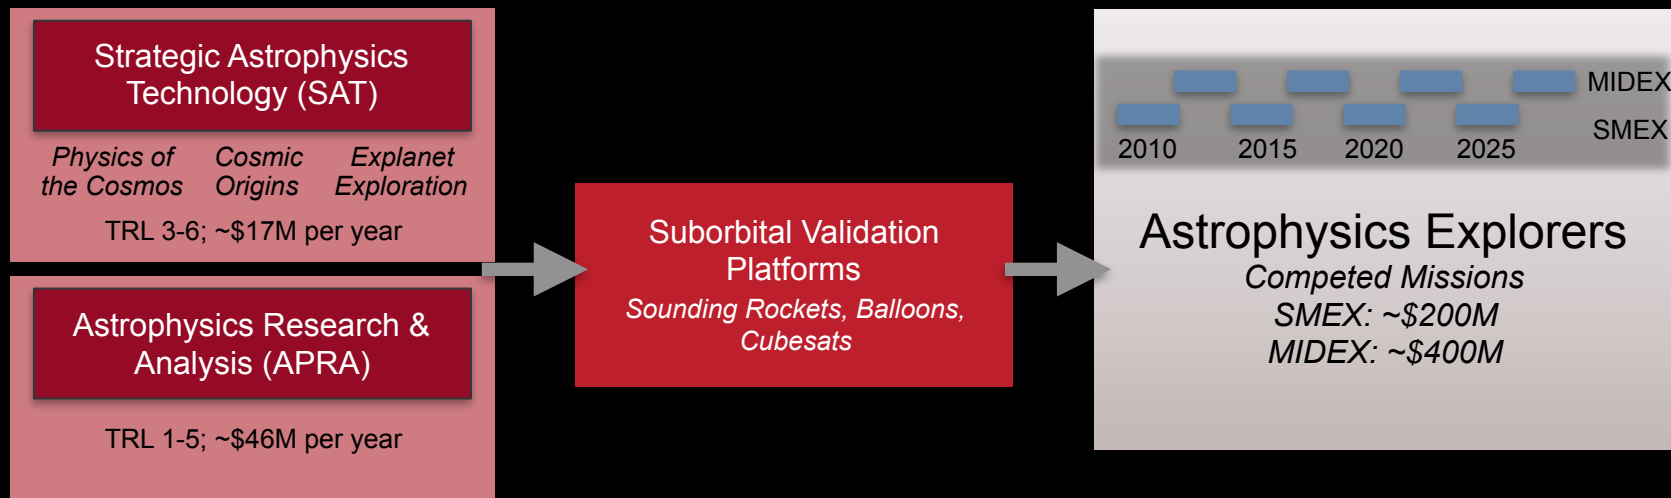 Strategic Astrophysics
Technology (SAT)
Physics of
the Cosmos
Cosmic
Origins
Explanet
Exploration
TRL 3-6; ~$17M per year
Astrophysics Research &
Analysis (APRA)
TRL 1-5; ~$46M per year
Suborbital Validation
Platforms
Sounding Rockets, Balloons,
Cubesats
MIDEX
SMEX
2010 2015 2020 2025
Astrophysics Explorers
Competed Missions
SMEX: ~$200M
MIDEX: ~$400M